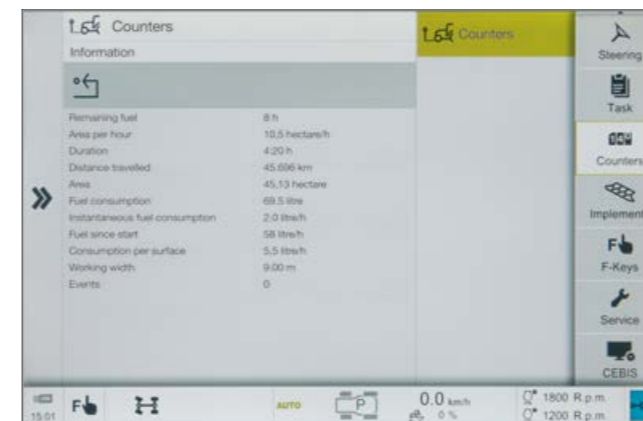 Counters
Information
Remaining fuel 8 h
Area per hour 10,5 hectare/h
Duration 4:20 h
Distance travelled 45.696 km
Area 45,13 hectare
Fuel consumption 69.5 litre
Instantaneous fuel consumption 2.0 litre/h
Fuel since start 58 litre/h
Consumption per surface 5,5 litre/h
Working width 9.00 m
Events 0
Counters
Steering
Task
Counters
Implement
F
F-Keys
Service
CEBIS
15:01
F
AUTO
P
0.0 km/h
0 %
1800 R.p.m.
1200 R.p.m.